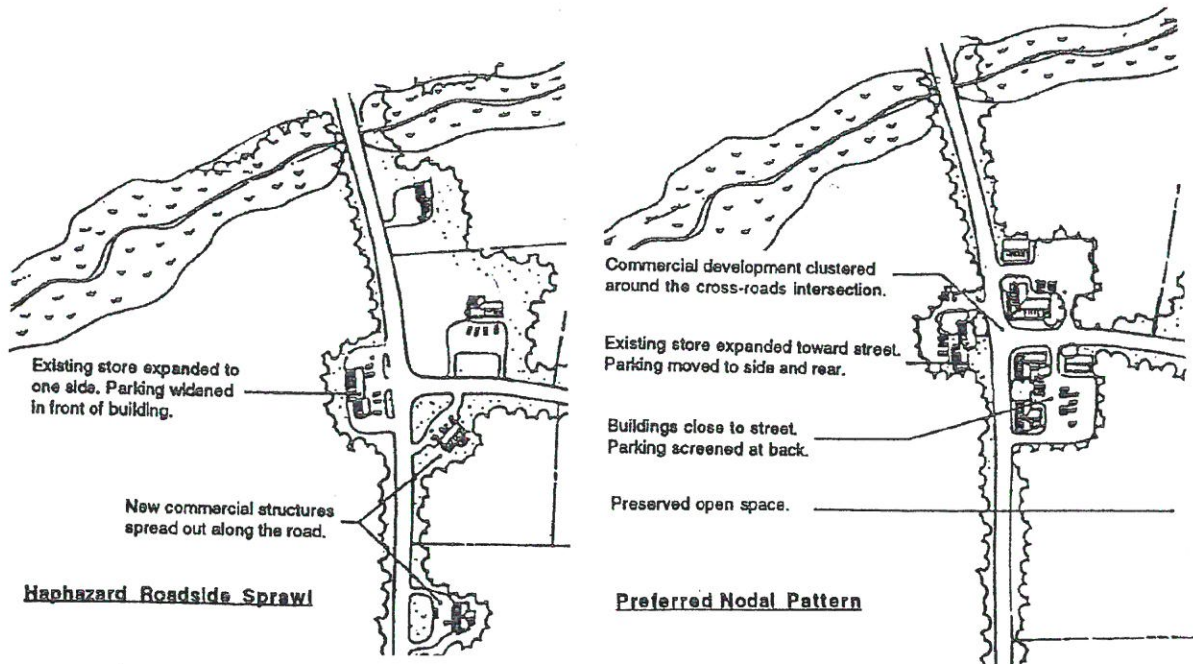 Existing store expanded to
one side. Parking widened
in front of building.
New commercial structures
spread out along the road.
Haphazard Roadside Sprawl
Commercial development clustered
around the cross-roads intersection.
Existing store expanded toward street.
Parking moved to side and rear.
Buildings close to street.
Parking screened at back.
Preserved open space.
Preferred Nodal Pattern